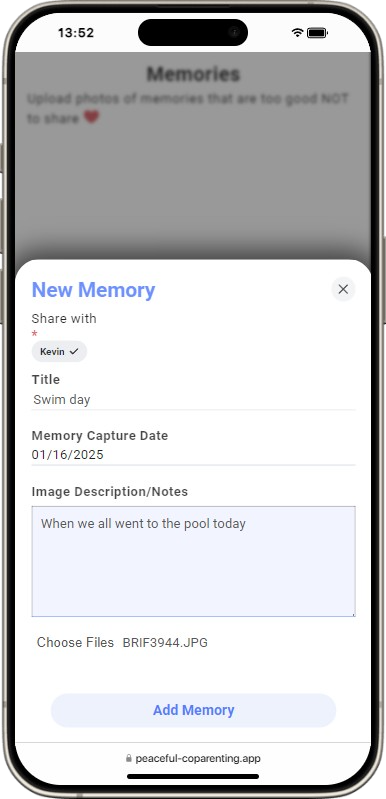 13:52
Memories
Upload photos of memories that are too good NOT
to share ❤️
New Memory
Share with
*
Kevin
Title
Swim day
Memory Capture Date
01/16/2025
Image Description/Notes
When we all went to the pool today
Choose Files BRIF3944.JPG
Add Memory
peaceful-coparenting.app